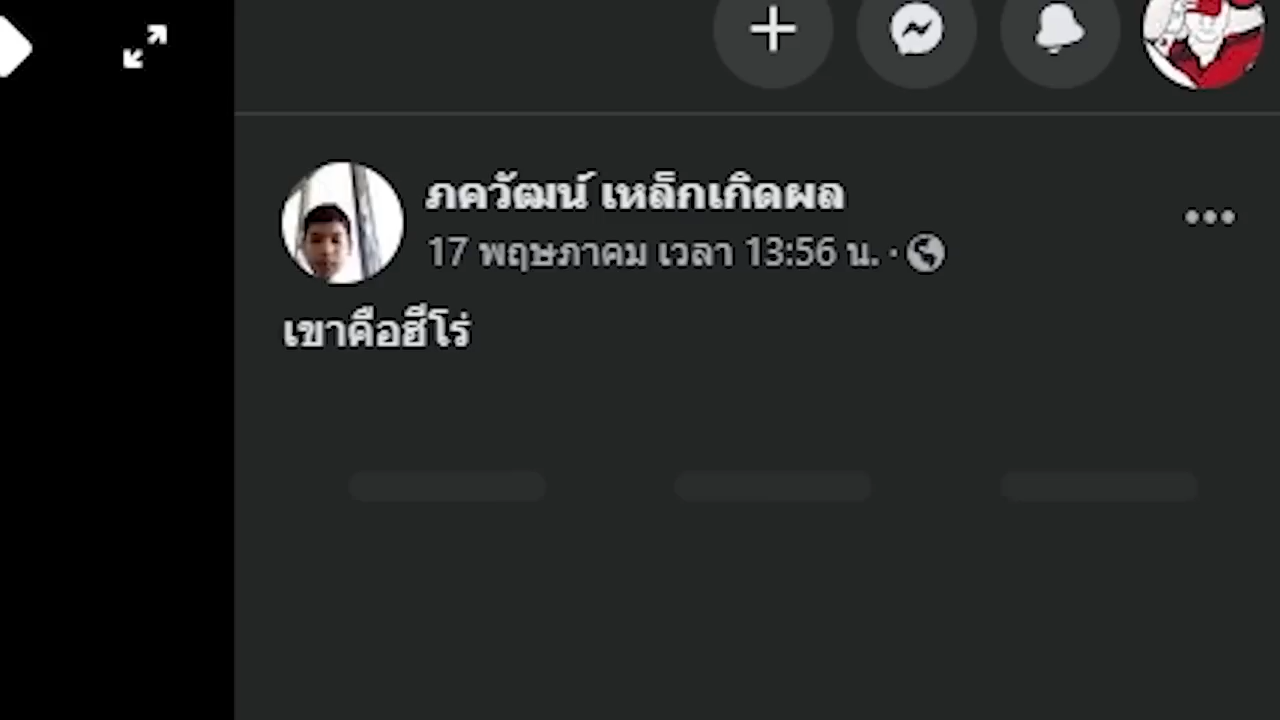 ภควัฒน์ เหล็กเกิดผล
17 พฤษภาคม เวลา 13:56 น. ·
เขาคือฮีโร่